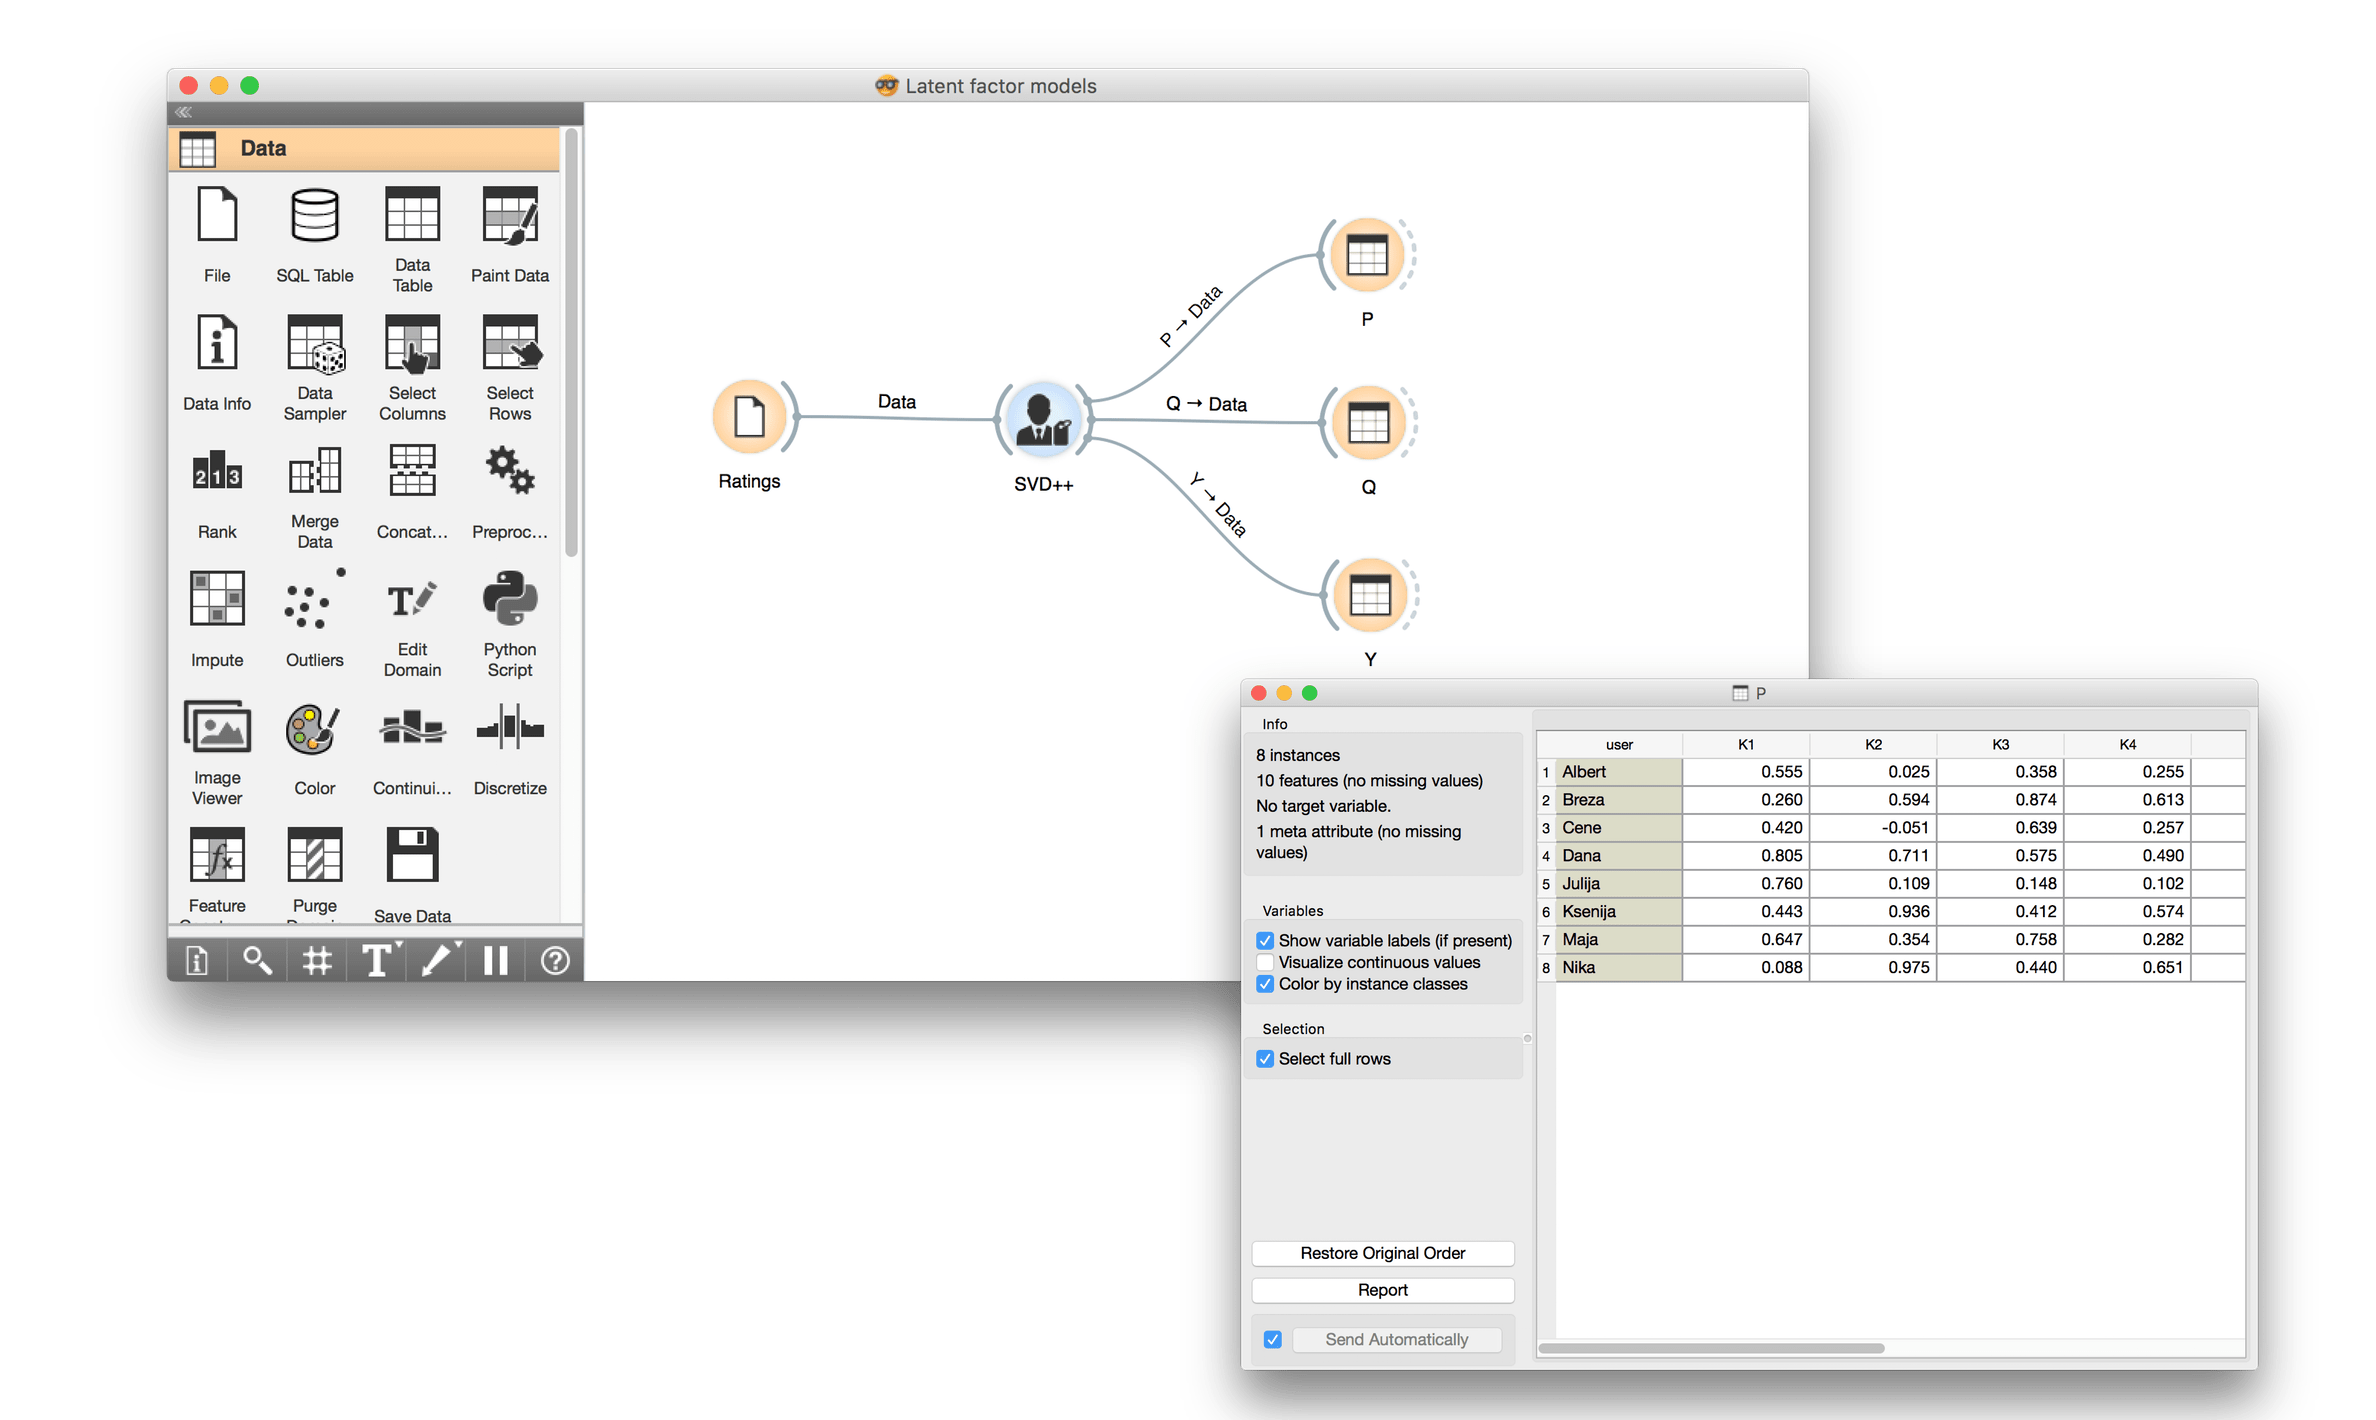 Latent factor models
Data
File
SQL Table
Data
Table
Paint Data
Data Info
Data
Sampler
Select
Columns
Select
Rows
2 1 3
Rank
Merge
Data
Concat...
Preproc...
Impute
Outliers
T
Edit
Domain
Python
Script
Image
Viewer
Color
Continui...
Discretize
fx
Feature
Purge
Save Data
T
?
Ratings
Data
SVD++
P → Data
Q → Data
Y → Data
P
Q
Y
P
Info
8 instances
10 features (no missing values)
No target variable.
1 meta attribute (no missing
values)
Variables
Show variable labels (if present)
Visualize continuous values
Color by instance classes
Selection
Select full rows
Restore Original Order
Report
Send Automatically
user K1 K2 K3 K4
1 Albert 0.555 0.025 0.358 0.255
2 Breza 0.260 0.594 0.874 0.613
3 Cene 0.420 -0.051 0.639 0.257
4 Dana 0.805 0.711 0.575 0.490
5 Julija 0.760 0.109 0.148 0.102
6 Ksenija 0.443 0.936 0.412 0.574
7 Maja 0.647 0.354 0.758 0.282
8 Nika 0.088 0.975 0.440 0.651